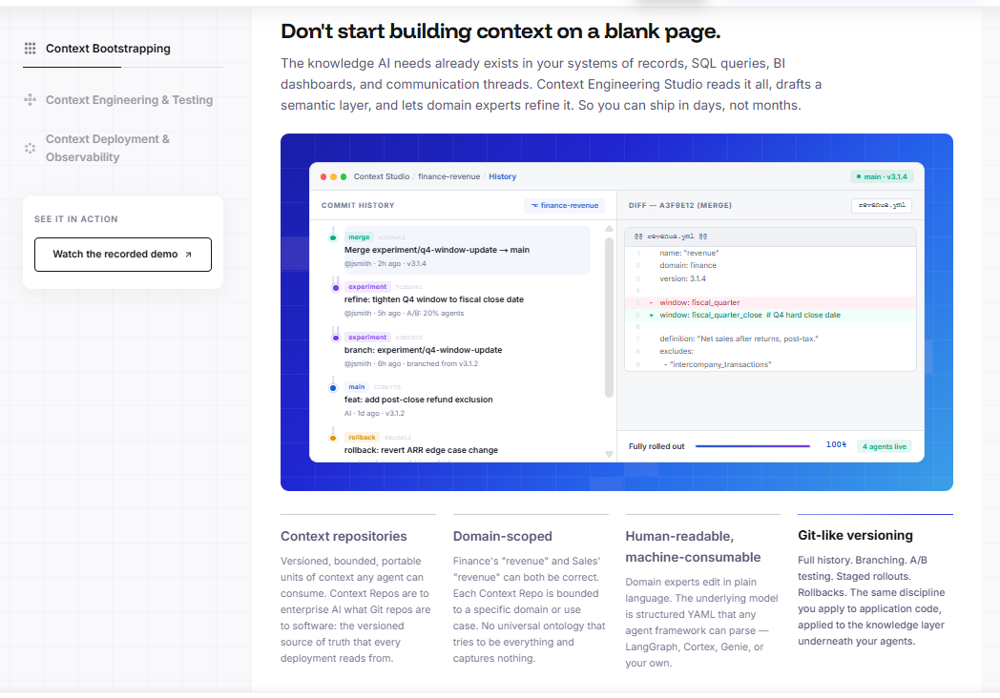 Context Bootstrapping
Context Engineering & Testing
Context Deployment &
Observability
SEE IT IN ACTION
Watch the recorded demo ↗
Don't start building context on a blank page.
The knowledge AI needs already exists in your systems of records, SQL queries, BI
dashboards, and communication threads. Context Engineering Studio reads it all, drafts a
semantic layer, and lets domain experts refine it. So you can ship in days, not months.
Context Studio / finance-revenue / History
main · v3.1.4
COMMIT HISTORY
finance-revenue
merge
Merge experiment/q4-window-update → main
@jsmith · 2h ago · v3.1.4
experiment
refine: tighten Q4 window to fiscal close date
@jsmith · 5h ago · A/B: 20% agents
experiment
branch: experiment/q4-window-update
@jsmith · 6h ago · branched from v3.1.2
main
feat: add post-close refund exclusion
AI · 1d ago · v3.1.2
rollback
rollback: revert ARR edge case change
DIFF — A3F9E12 (MERGE)
revenue.yml
@@ revenue.yml @@
1 name: "revenue"
2 domain: finance
3 version: 3.1.4
4
5 - window: fiscal_quarter
6 + window: fiscal_quarter_close # Q4 hard close date
6
7 definition: "Net sales after returns, post-tax."
8 excludes:
9 - "intercompany_transactions"
Fully rolled out
100%
4 agents live
Context repositories
Versioned, bounded, portable
units of context any agent can
consume. Context Repos are to
enterprise AI what Git repos are
to software: the versioned
source of truth that every
deployment reads from.
Domain-scoped
Finance's "revenue" and Sales'
"revenue" can both be correct.
Each Context Repo is bounded
to a specific domain or use
case. No universal ontology that
tries to be everything and
captures nothing.
Human-readable,
machine-consumable
Domain experts edit in plain
language. The underlying model
is structured YAML that any
agent framework can parse —
LangGraph, Cortex, Genie, or
your own.
Git-like versioning
Full history. Branching. A/B
testing. Staged rollouts.
Rollbacks. The same discipline
you apply to application code,
applied to the knowledge layer
underneath your agents.